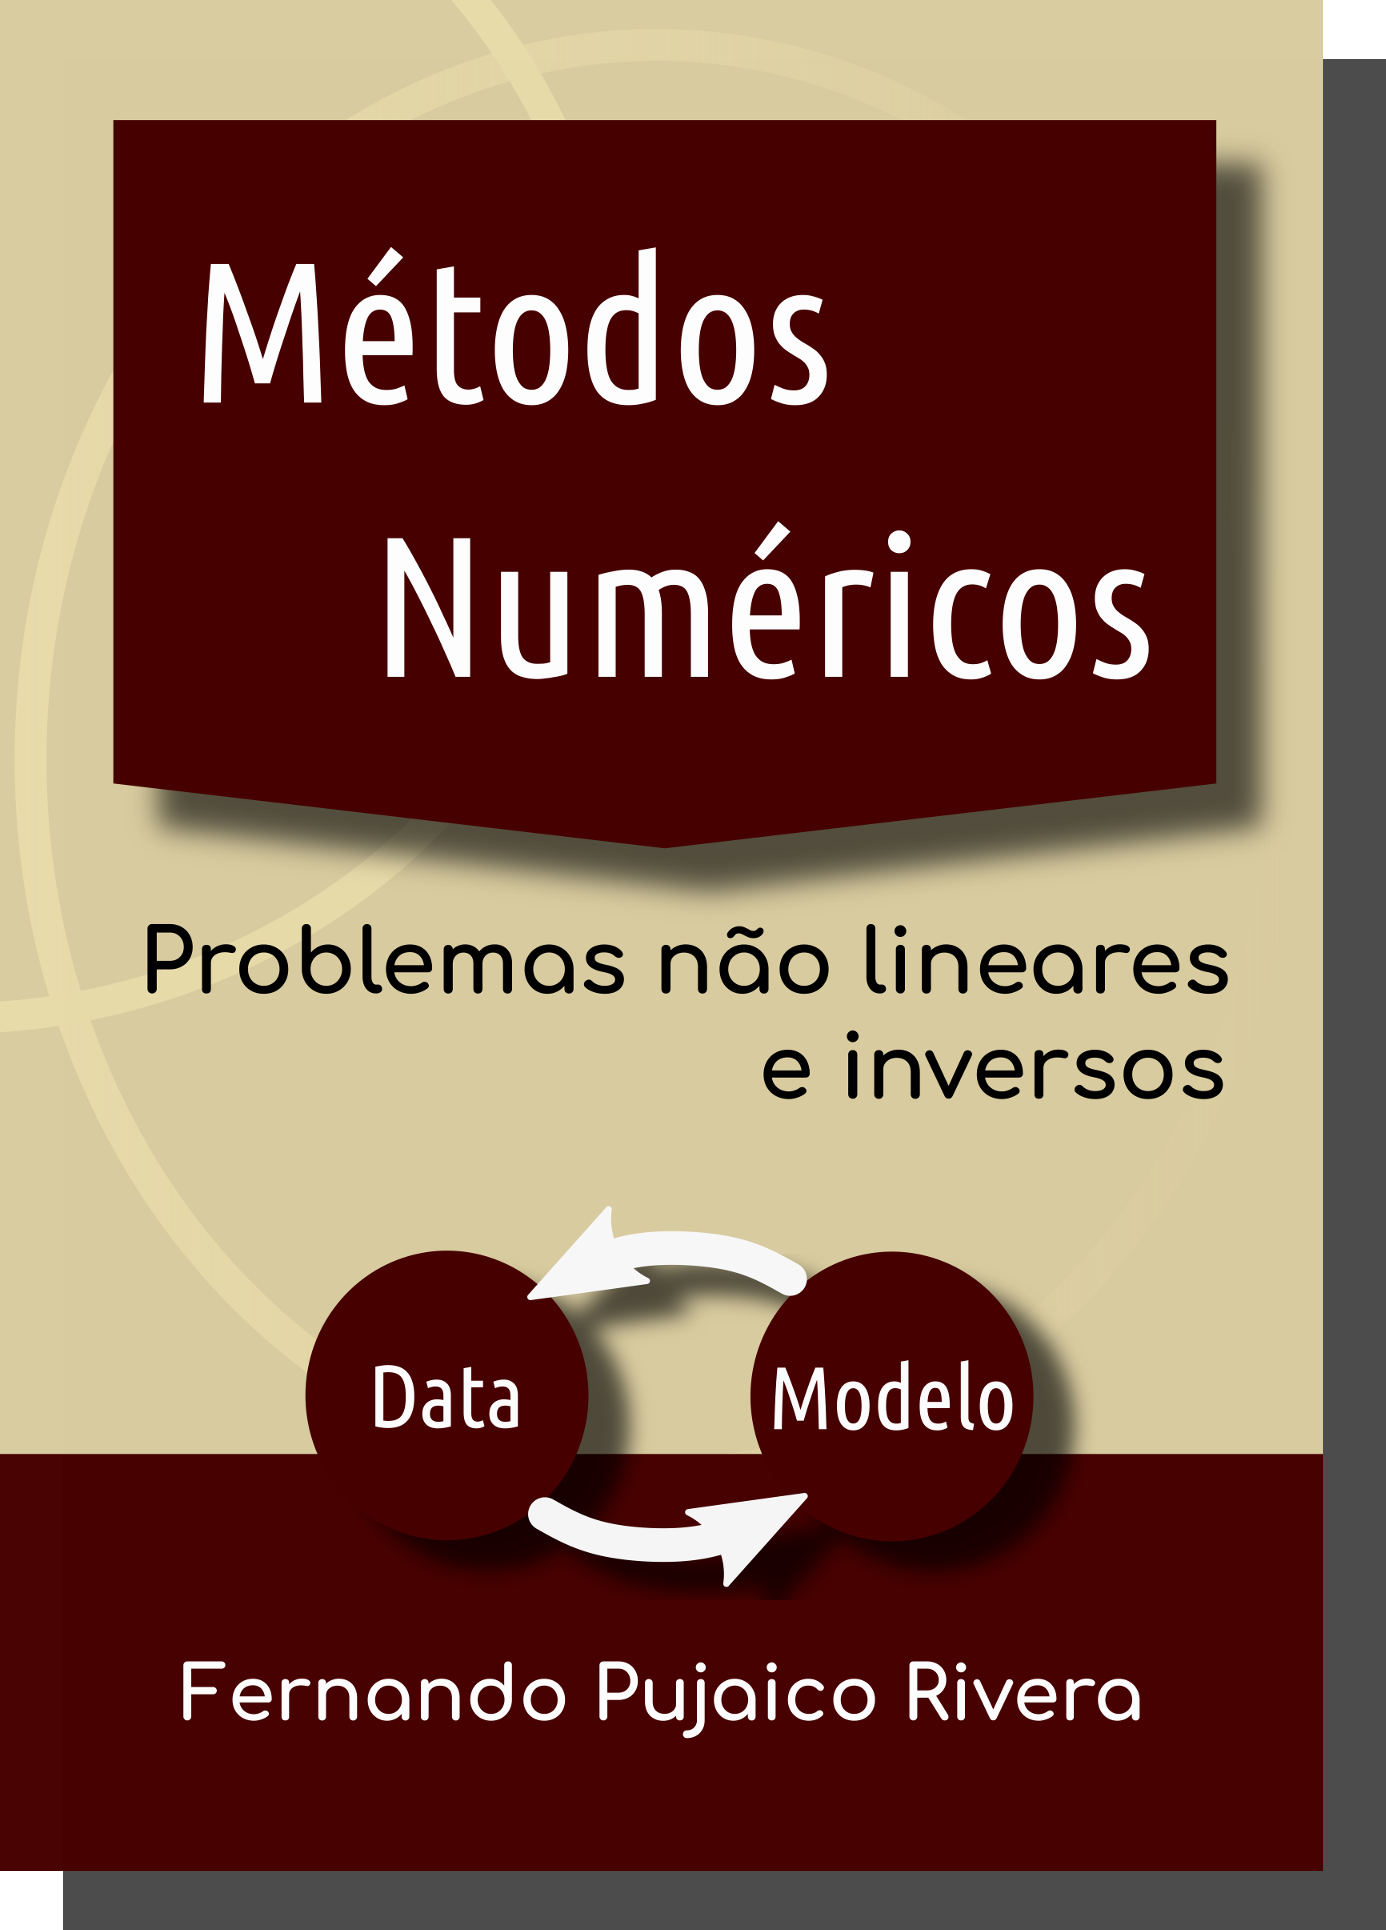 Métodos
Numéricos
Problemas não lineares
e inversos
Data
Modelo
Fernando Pujaico Rivera